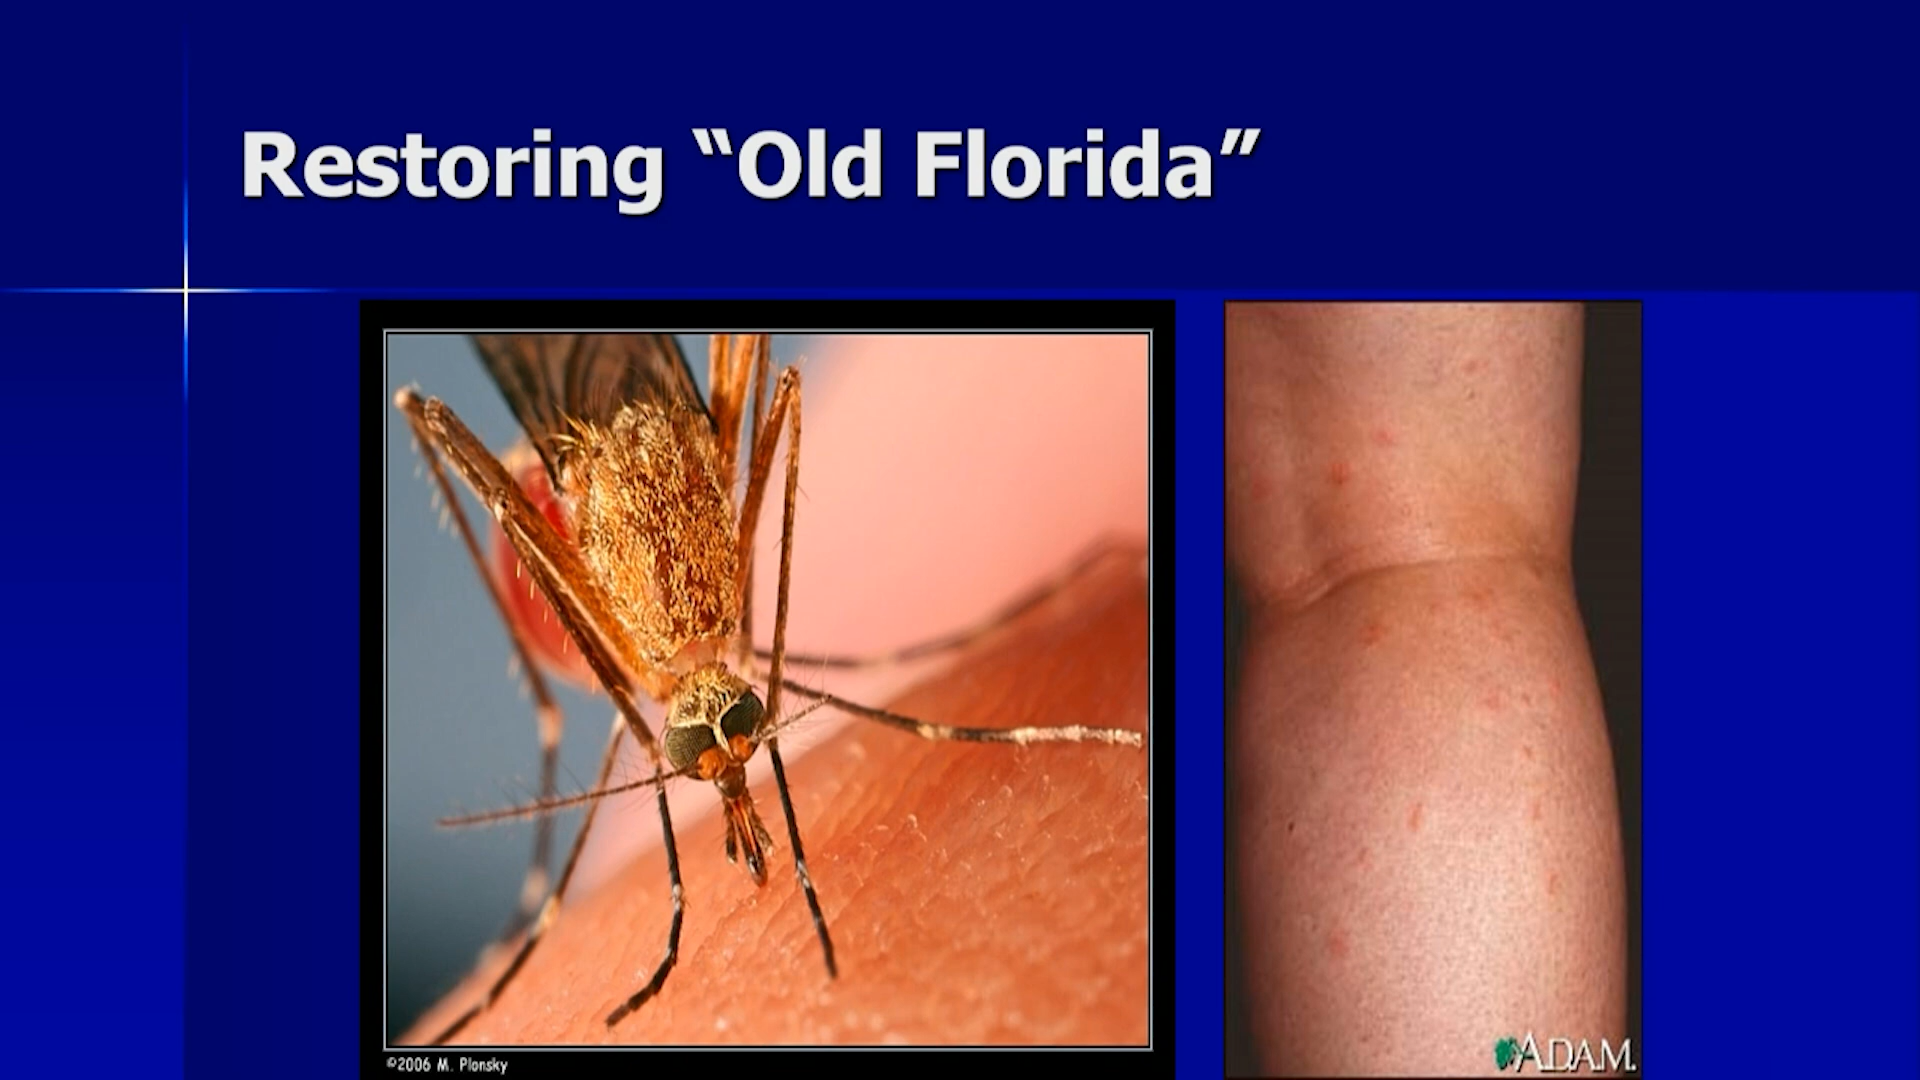 Restoring “Old Florida”
©2006 M. Plonsky
A.D.A.M.